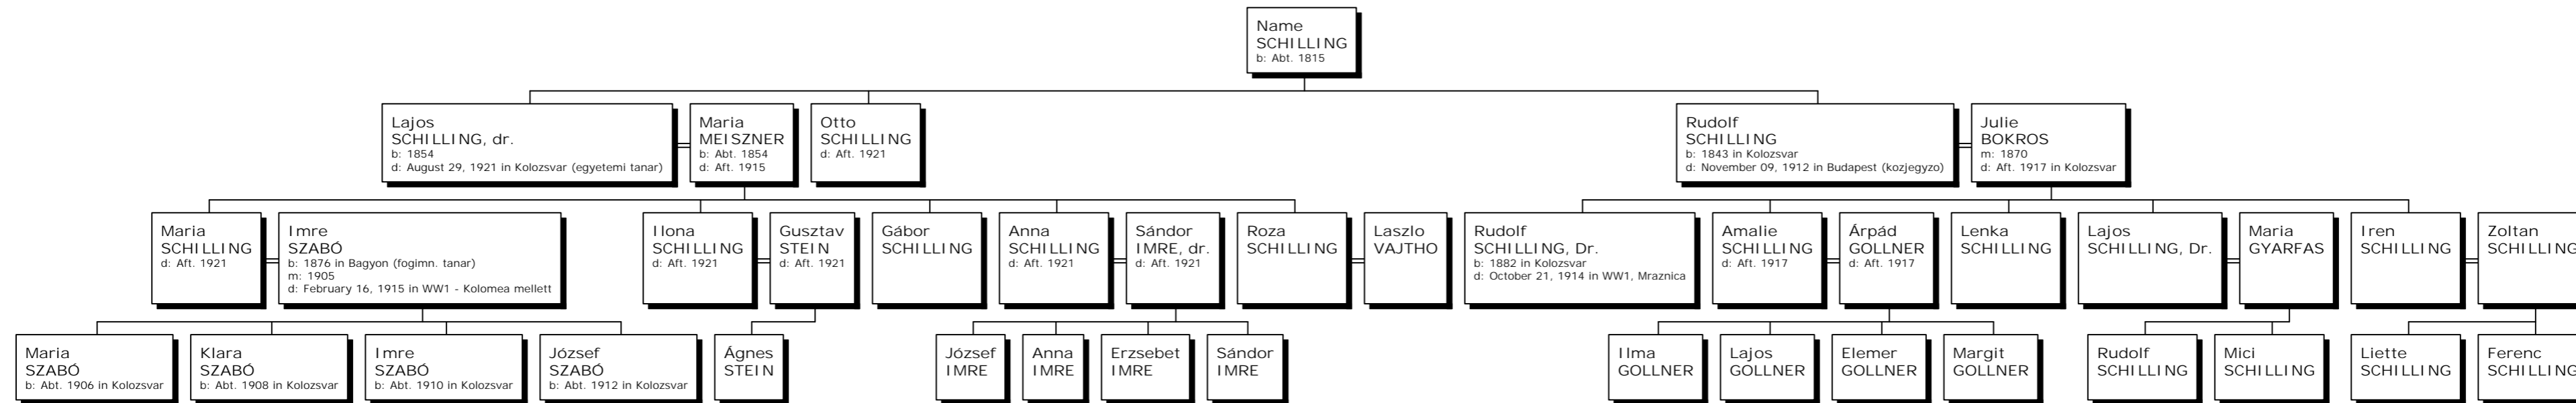 Name
SCHILLING
b: Abt. 1815
Lajos
SCHILLING, dr.
b: 1854
d: August 29, 1921 in Kolozsvar (egyetemi tanar)
Maria
MEISZNER
b: Abt. 1854
d: Aft. 1915
Otto
SCHILLING
d: Aft. 1921
Rudolf
SCHILLING
b: 1843 in Kolozsvar
d: November 09, 1912 in Budapest (kozjegyzo)
Julie
BOKROS
m: 1870
d: Aft. 1917 in Kolozsvar
Maria
SCHILLING
d: Aft. 1921
Imre
SZABÓ
b: 1876 in Bagyon (fogimn. tanar)
m: 1905
d: February 16, 1915 in WW1 - Kolomea mellett
Ilona
SCHILLING
d: Aft. 1921
Gusztav
STEIN
d: Aft. 1921
Gábor
SCHILLING
Anna
SCHILLING
d: Aft. 1921
Sándor
IMRE, dr.
d: Aft. 1921
Roza
SCHILLING
Laszlo
VAJTHO
Rudolf
SCHILLING, Dr.
b: 1882 in Kolozsvar
d: October 21, 1914 in WW1, Mraznica
Amalie
SCHILLING
d: Aft. 1917
Árpád
GOLLNER
d: Aft. 1917
Lenka
SCHILLING
Lajos
SCHILLING, Dr.
Maria
GYARFAS
Iren
SCHILLING
Zoltan
SCHILLING
Maria
SZABÓ
b: Abt. 1906 in Kolozsvar
Klara
SZABÓ
b: Abt. 1908 in Kolozsvar
Imre
SZABÓ
b: Abt. 1910 in Kolozsvar
József
SZABÓ
b: Abt. 1912 in Kolozsvar
Ágnes
STEIN
József
IMRE
Anna
IMRE
Erzsebet
IMRE
Sándor
IMRE
Ilma
GOLLNER
Lajos
GOLLNER
Elemer
GOLLNER
Margit
GOLLNER
Rudolf
SCHILLING
Mici
SCHILLING
Liette
SCHILLING
Ferenc
SCHILLING